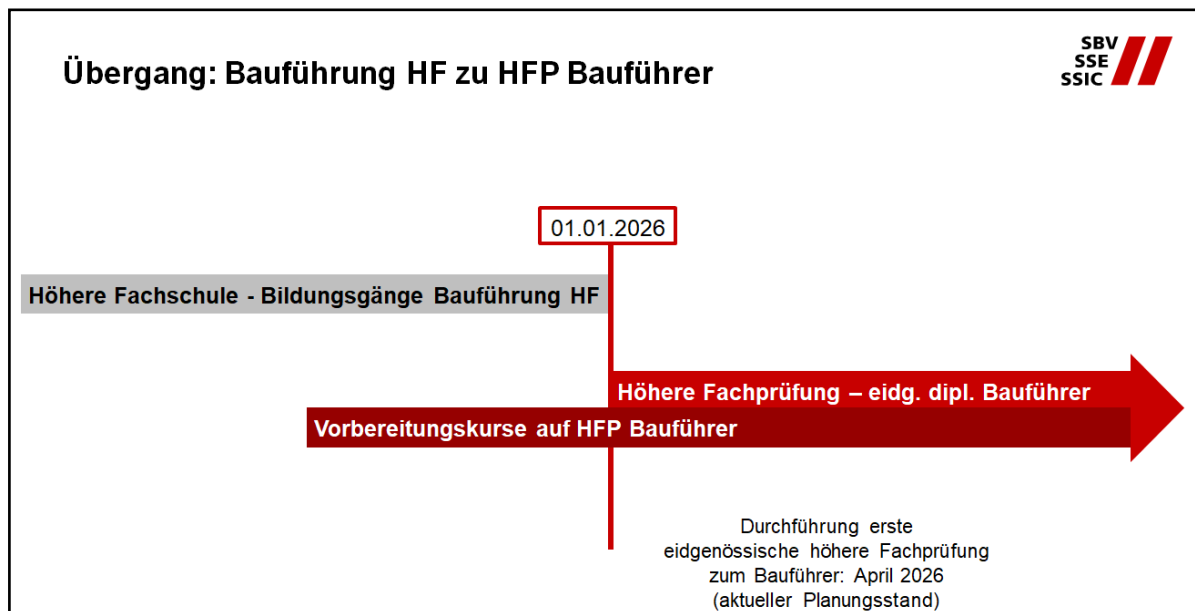 Übergang: Bauführung HF zu HFP Bauführer
SBV
SSE
SSIC
01.01.2026
Höhere Fachschule - Bildungsgänge Bauführung HF
Höhere Fachprüfung – eidg. dipl. Bauführer
Vorbereitungskurse auf HFP Bauführer
Durchführung erste
eidgenössische höhere Fachprüfung
zum Bauführer: April 2026
(aktueller Planungsstand)